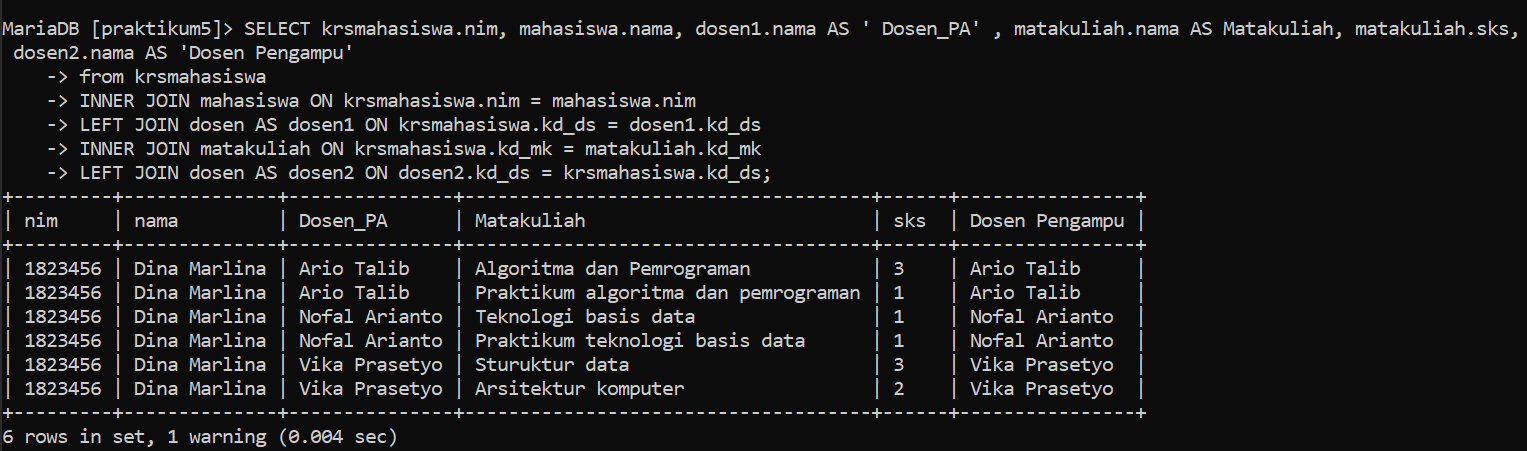 MariaDB [praktikum5]> SELECT krsmahasiswa.nim, mahasiswa.nama, dosen1.nama AS ' Dosen_PA' , matakuliah.nama AS Matakuliah, matakuliah.sks,
 dosen2.nama AS 'Dosen Pengampu'
    -> from krsmahasiswa
    -> INNER JOIN mahasiswa ON krsmahasiswa.nim = mahasiswa.nim
    -> LEFT JOIN dosen AS dosen1 ON krsmahasiswa.kd_ds = dosen1.kd_ds
    -> INNER JOIN matakuliah ON krsmahasiswa.kd_mk = matakuliah.kd_mk
    -> LEFT JOIN dosen AS dosen2 ON dosen2.kd_ds = krsmahasiswa.kd_ds;
+---------+--------------+---------------+-------------------------------------+------+----------------+
| nim     | nama         | Dosen_PA      | Matakuliah                          | sks  | Dosen Pengampu |
+---------+--------------+---------------+-------------------------------------+------+----------------+
| 1823456 | Dina Marlina | Ario Talib    | Algoritma dan Pemrograman           | 3    | Ario Talib     |
| 1823456 | Dina Marlina | Ario Talib    | Praktikum algoritma dan pemrograman | 1    | Ario Talib     |
| 1823456 | Dina Marlina | Nofal Arianto | Teknologi basis data                | 1    | Nofal Arianto  |
| 1823456 | Dina Marlina | Nofal Arianto | Praktikum teknologi basis data      | 1    | Nofal Arianto  |
| 1823456 | Dina Marlina | Vika Prasetyo | Sturuktur data                      | 3    | Vika Prasetyo  |
| 1823456 | Dina Marlina | Vika Prasetyo | Arsitektur komputer                 | 2    | Vika Prasetyo  |
+---------+--------------+---------------+-------------------------------------+------+----------------+
6 rows in set, 1 warning (0.004 sec)